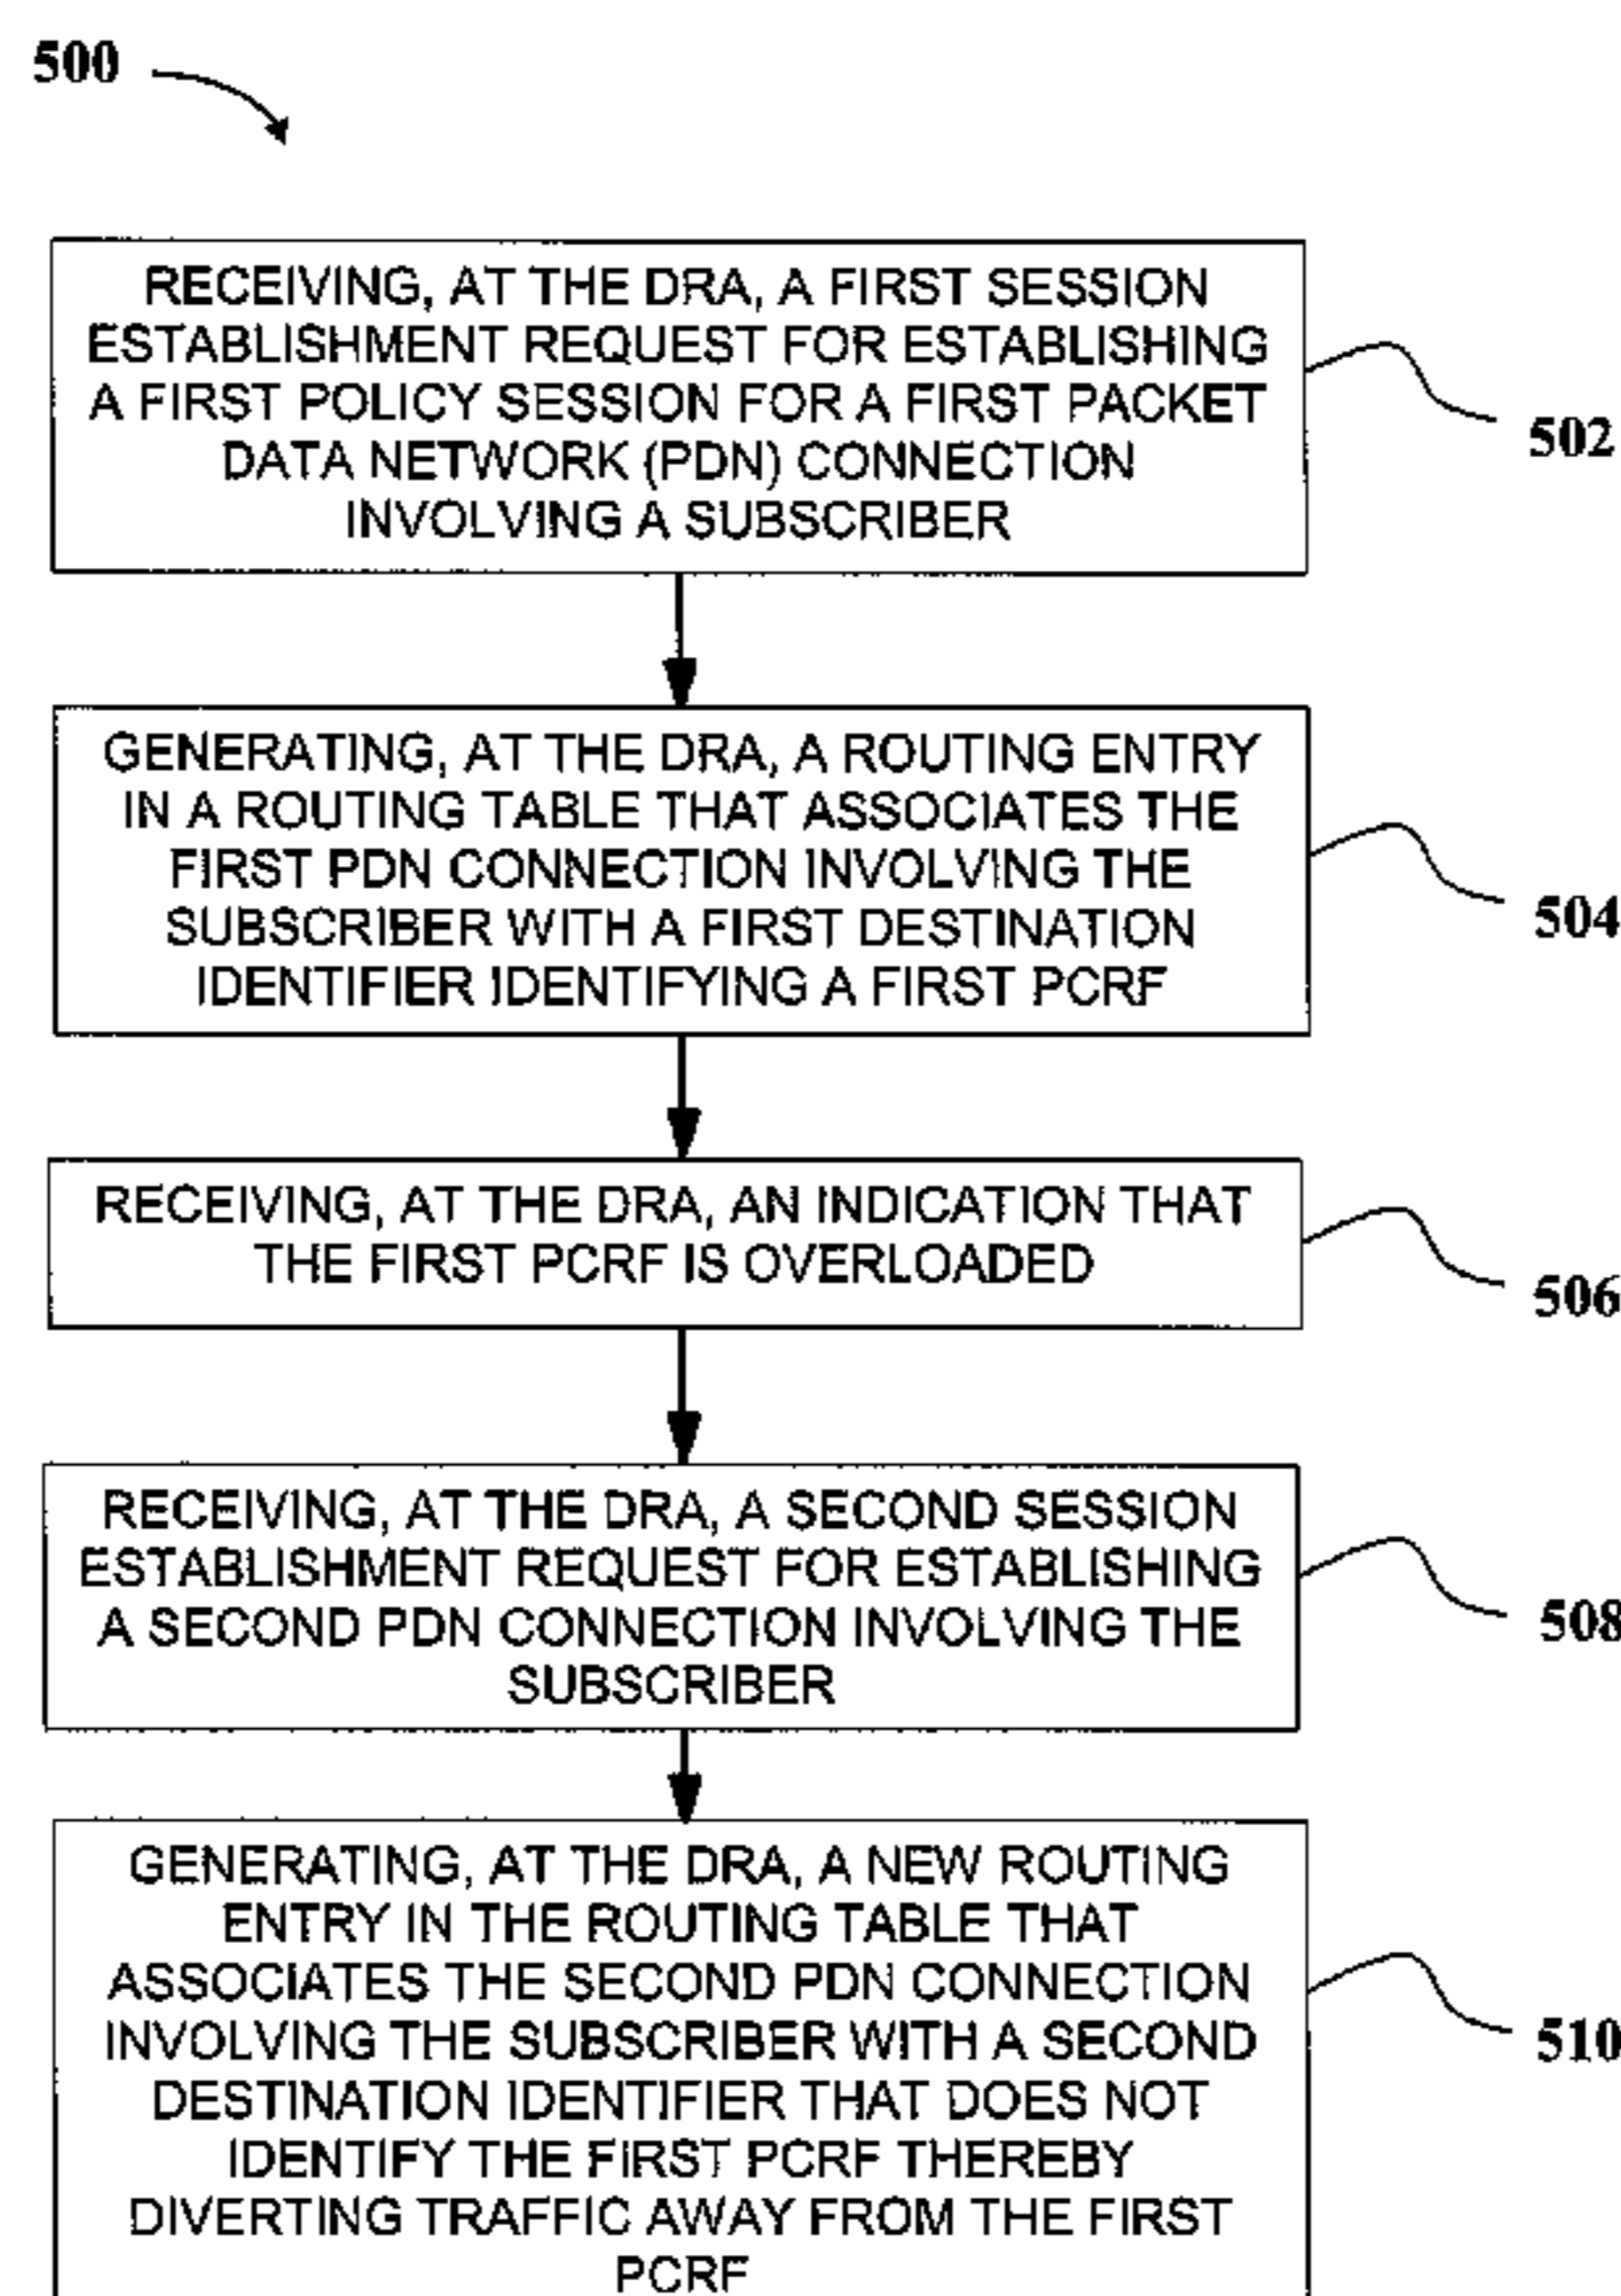 500
RECEIVING, AT THE DRA, A FIRST SESSION
ESTABLISHMENT REQUEST FOR ESTABLISHING
A FIRST POLICY SESSION FOR A FIRST PACKET
DATA NETWORK (PDN) CONNECTION
INVOLVING A SUBSCRIBER
502
GENERATING, AT THE DRA, A ROUTING ENTRY
IN A ROUTING TABLE THAT ASSOCIATES THE
FIRST PDN CONNECTION INVOLVING THE
SUBSCRIBER WITH A FIRST DESTINATION
IDENTIFIER IDENTIFYING A FIRST PCRF
504
RECEIVING, AT THE DRA, AN INDICATION THAT
THE FIRST PCRF IS OVERLOADED
506
RECEIVING, AT THE DRA, A SECOND SESSION
ESTABLISHMENT REQUEST FOR ESTABLISHING
A SECOND PDN CONNECTION INVOLVING THE
SUBSCRIBER
508
GENERATING, AT THE DRA, A NEW ROUTING
ENTRY IN THE ROUTING TABLE THAT
ASSOCIATES THE SECOND PDN CONNECTION
INVOLVING THE SUBSCRIBER WITH A SECOND
DESTINATION IDENTIFIER THAT DOES NOT
IDENTIFY THE FIRST PCRF THEREBY
DIVERTING TRAFFIC AWAY FROM THE FIRST
PCRF
510